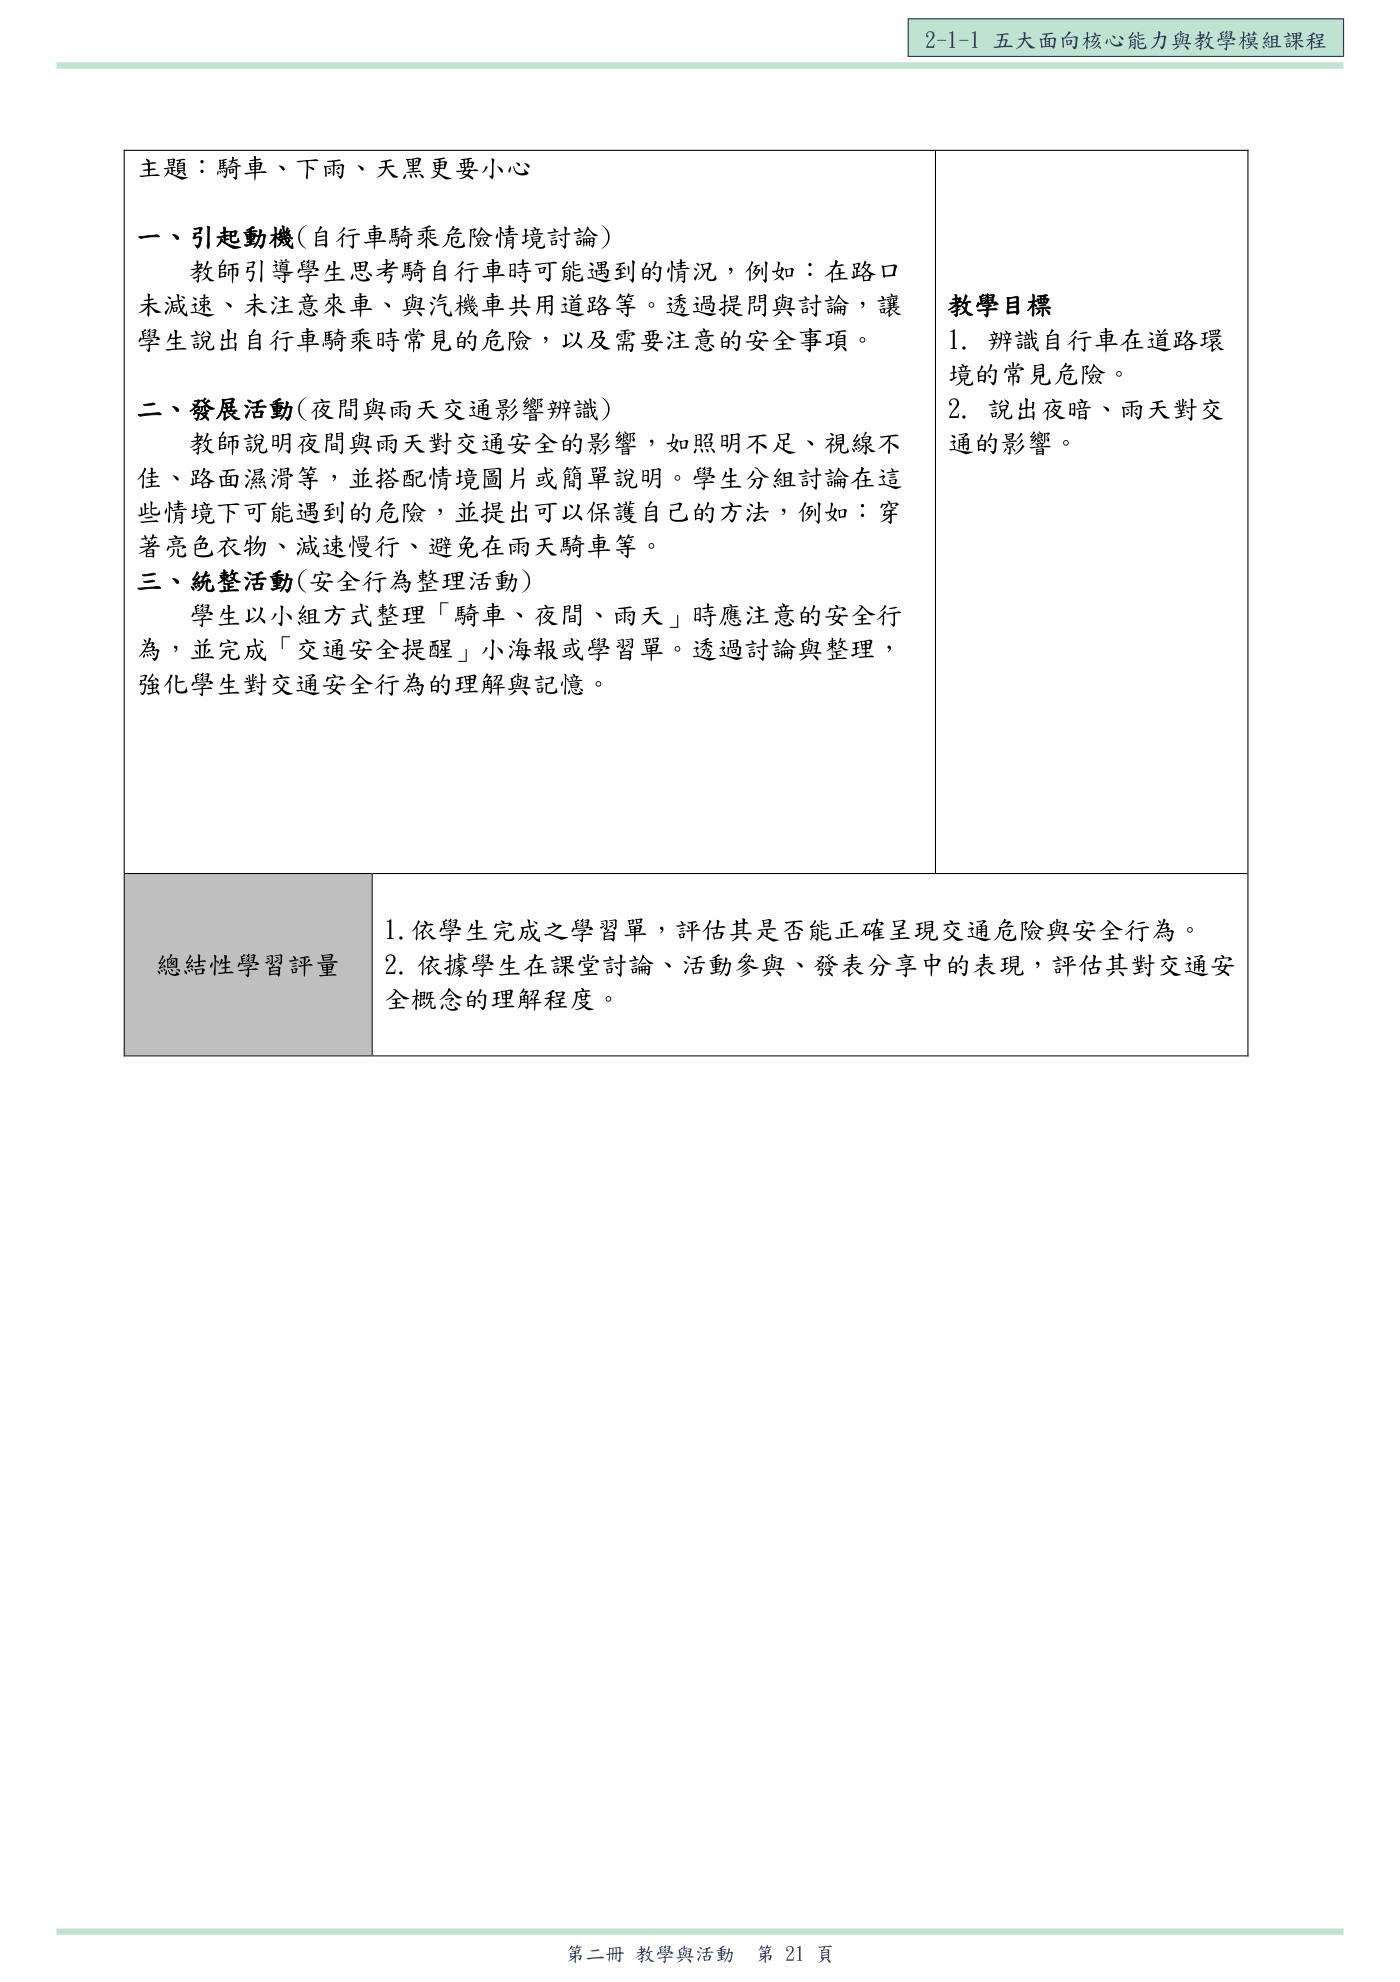 2-1-1 五大面向核心能力與教學模組課程
主題：騎車、下雨、天黑更要小心
一、引起動機(自行車騎乘危險情境討論)
教師引導學生思考騎自行車時可能遇到的情況，例如：在路口
未減速、未注意來車、與汽機車共用道路等。透過提問與討論，讓
學生說出自行車騎乘時常見的危險，以及需要注意的安全事項。
二、發展活動(夜間與雨天交通影響辨識)
教師說明夜間與雨天對交通安全的影響，如照明不足、視線不
佳、路面濕滑等，並搭配情境圖片或簡單說明。學生分組討論在這
些情境下可能遇到的危險，並提出可以保護自己的方法，例如：穿
著亮色衣物、減速慢行、避免在雨天騎車等。
三、統整活動(安全行為整理活動)
學生以小組方式整理「騎車、夜間、雨天」時應注意的安全行
為，並完成「交通安全提醒」小海報或學習單。透過討論與整理，
強化學生對交通安全行為的理解與記憶。
教學目標
1. 辨識自行車在道路環
境的常見危險。
2. 說出夜暗、雨天對交
通的影響。
總結性學習評量
1.依學生完成之學習單，評估其是否能正確呈現交通危險與安全行為。
2. 依據學生在課堂討論、活動參與、發表分享中的表現，評估其對交通安
全概念的理解程度。
第二冊 教學與活動 第 21 頁